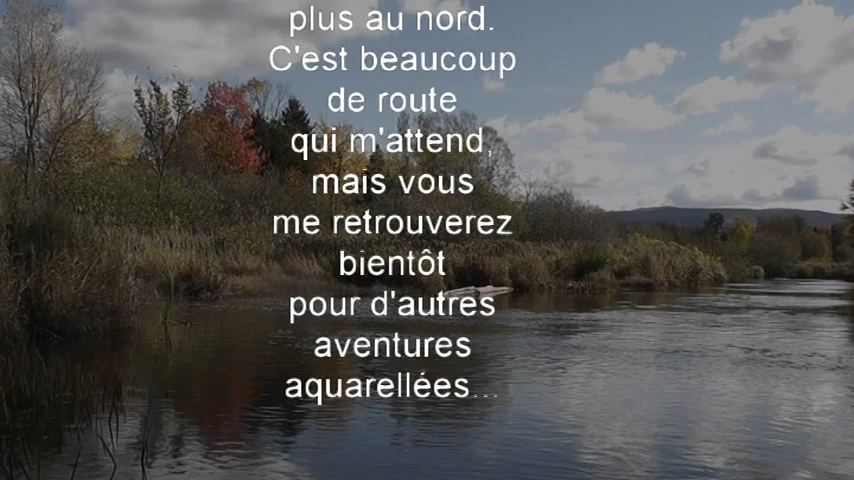 plus au nord.
C'est beaucoup
de route
qui m'attend,
mais vous
me retrouverez
bientôt
pour d'autres
aventures
aquarellées...